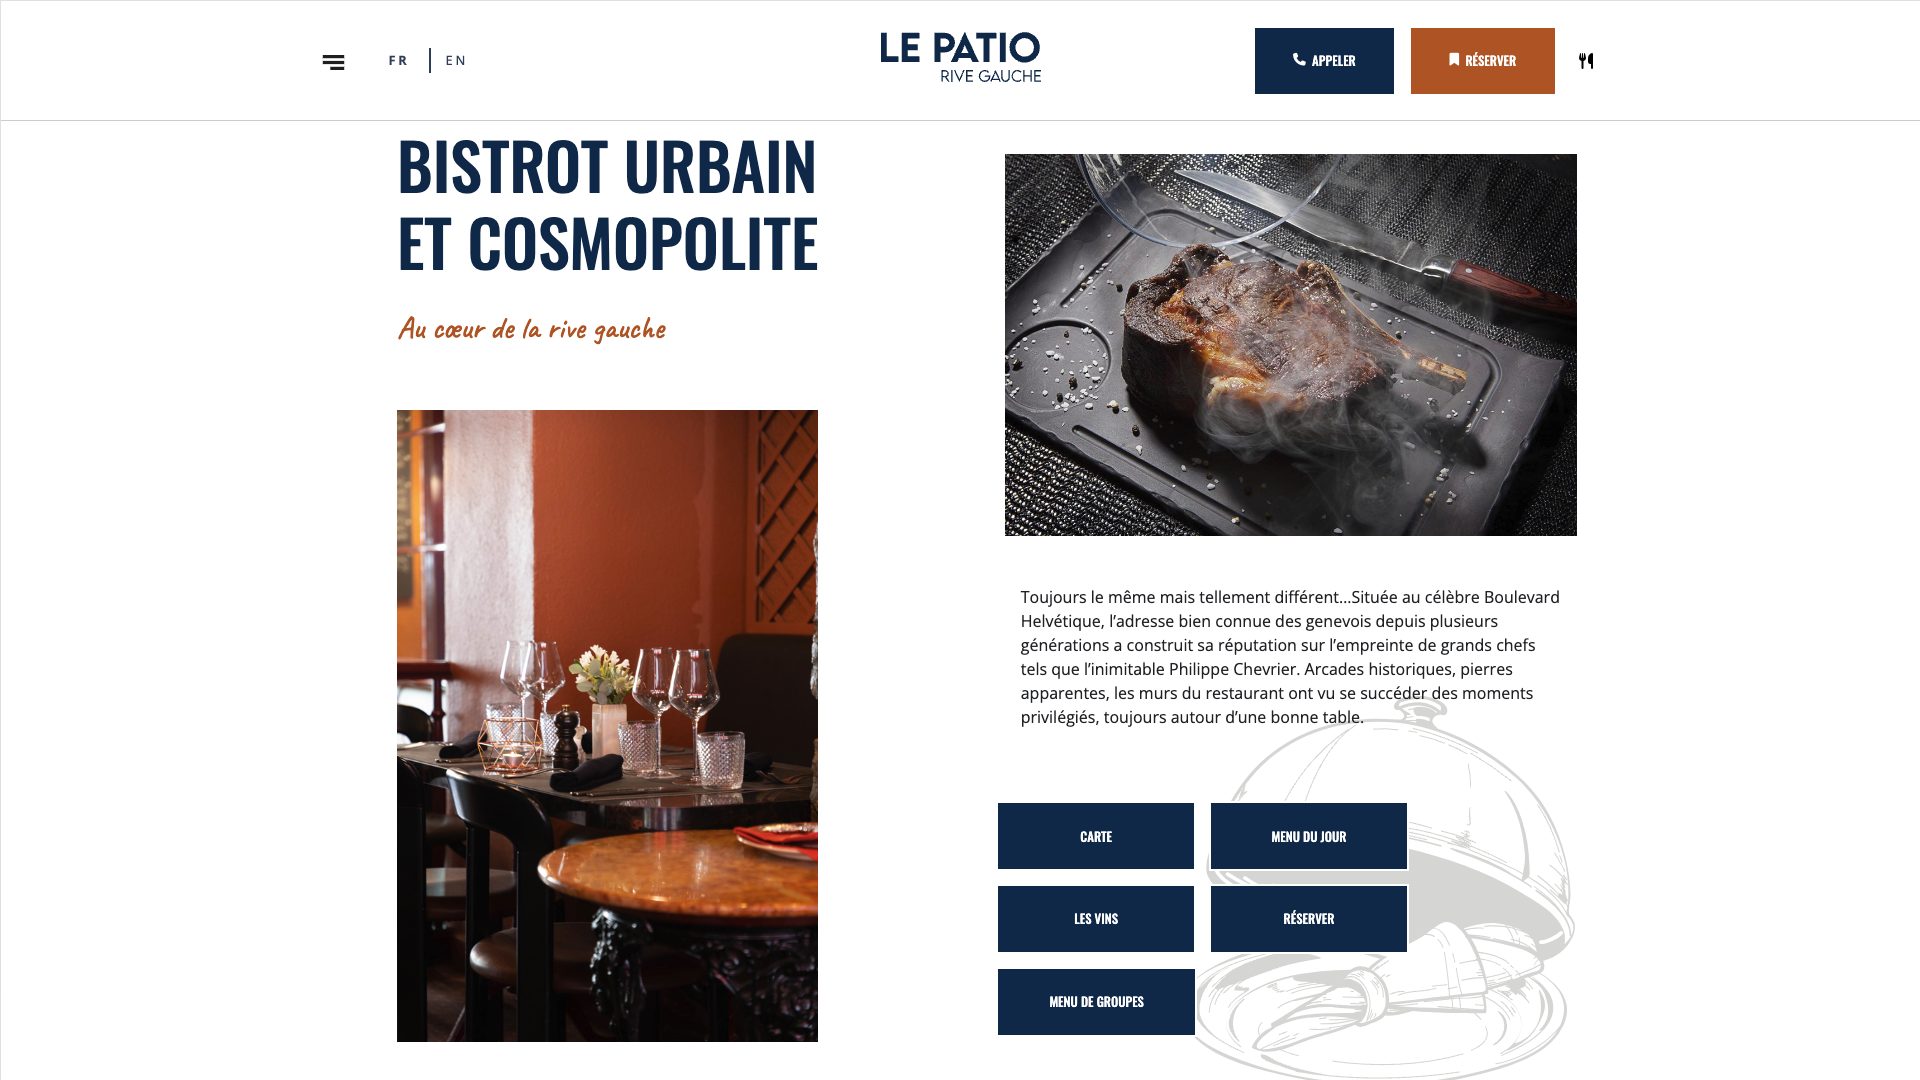 FR
EN
LE PATIO
RIVE GAUCHE
APPELER
RÉSERVER
BISTROT URBAIN
ET COSMOPOLITE
Au cœur de la rive gauche
Toujours le même mais tellement différent...Située au célèbre Boulevard
Helvétique, l’adresse bien connue des genevois depuis plusieurs
générations a construit sa réputation sur l’empreinte de grands chefs
tels que l’inimitable Philippe Chevrier. Arcades historiques, pierres
apparentes, les murs du restaurant ont vu se succéder des moments
privilégiés, toujours autour d’une bonne table.
CARTE
MENU DU JOUR
LES VINS
RÉSERVER
MENU DE GROUPES